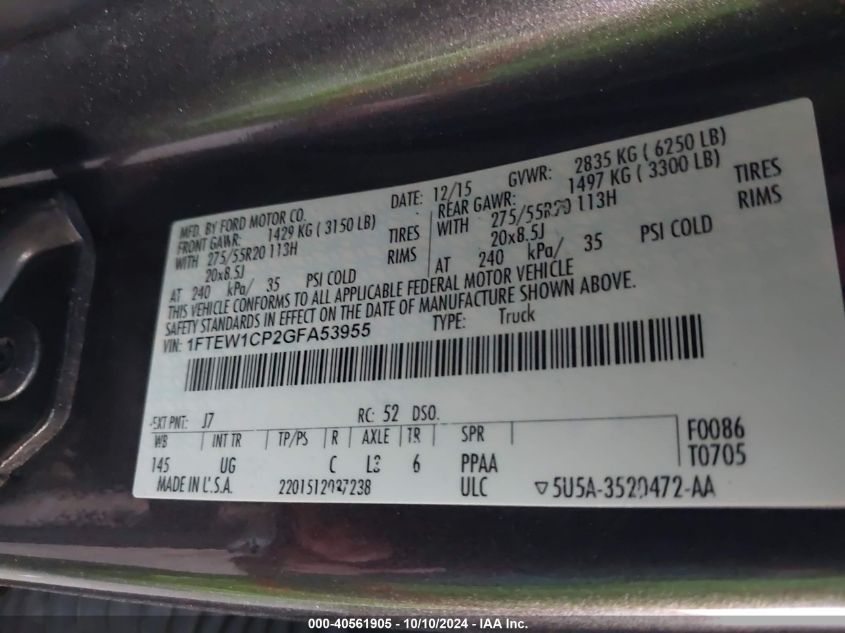 MFD. BY FORD MOTOR CO.
DATE: 12/15 GVWR: 2835 KG ( 6250 LB)
FRONT GAWR: 1429 KG ( 3150 LB) REAR GAWR: 1497 KG ( 3300 LB)
WITH 275/55R20 113H TIRES WITH 275/55R20 113H TIRES
20x8.5J RIMS 20x8.5J RIMS
AT 240 kPa/ 35 PSI COLD AT 240 kPa/ 35 PSI COLD
THIS VEHICLE CONFORMS TO ALL APPLICABLE FEDERAL MOTOR VEHICLE
SAFETY STANDARDS IN EFFECT ON THE DATE OF MANUFACTURE SHOWN ABOVE.
VIN: 1FTEW1CP2GFA53955 TYPE: Truck
EXT PNT: J7 RC: 52 DSO: F0086
WB INT TR TP/PS R AXLE TR SPR T0705
145 UG C L3 6 PPAA
MADE IN U.S.A. 2201512027238 ULC ▽5U5A-3520472-AA
000-40561905 - 10/10/2024 - IAA Inc.